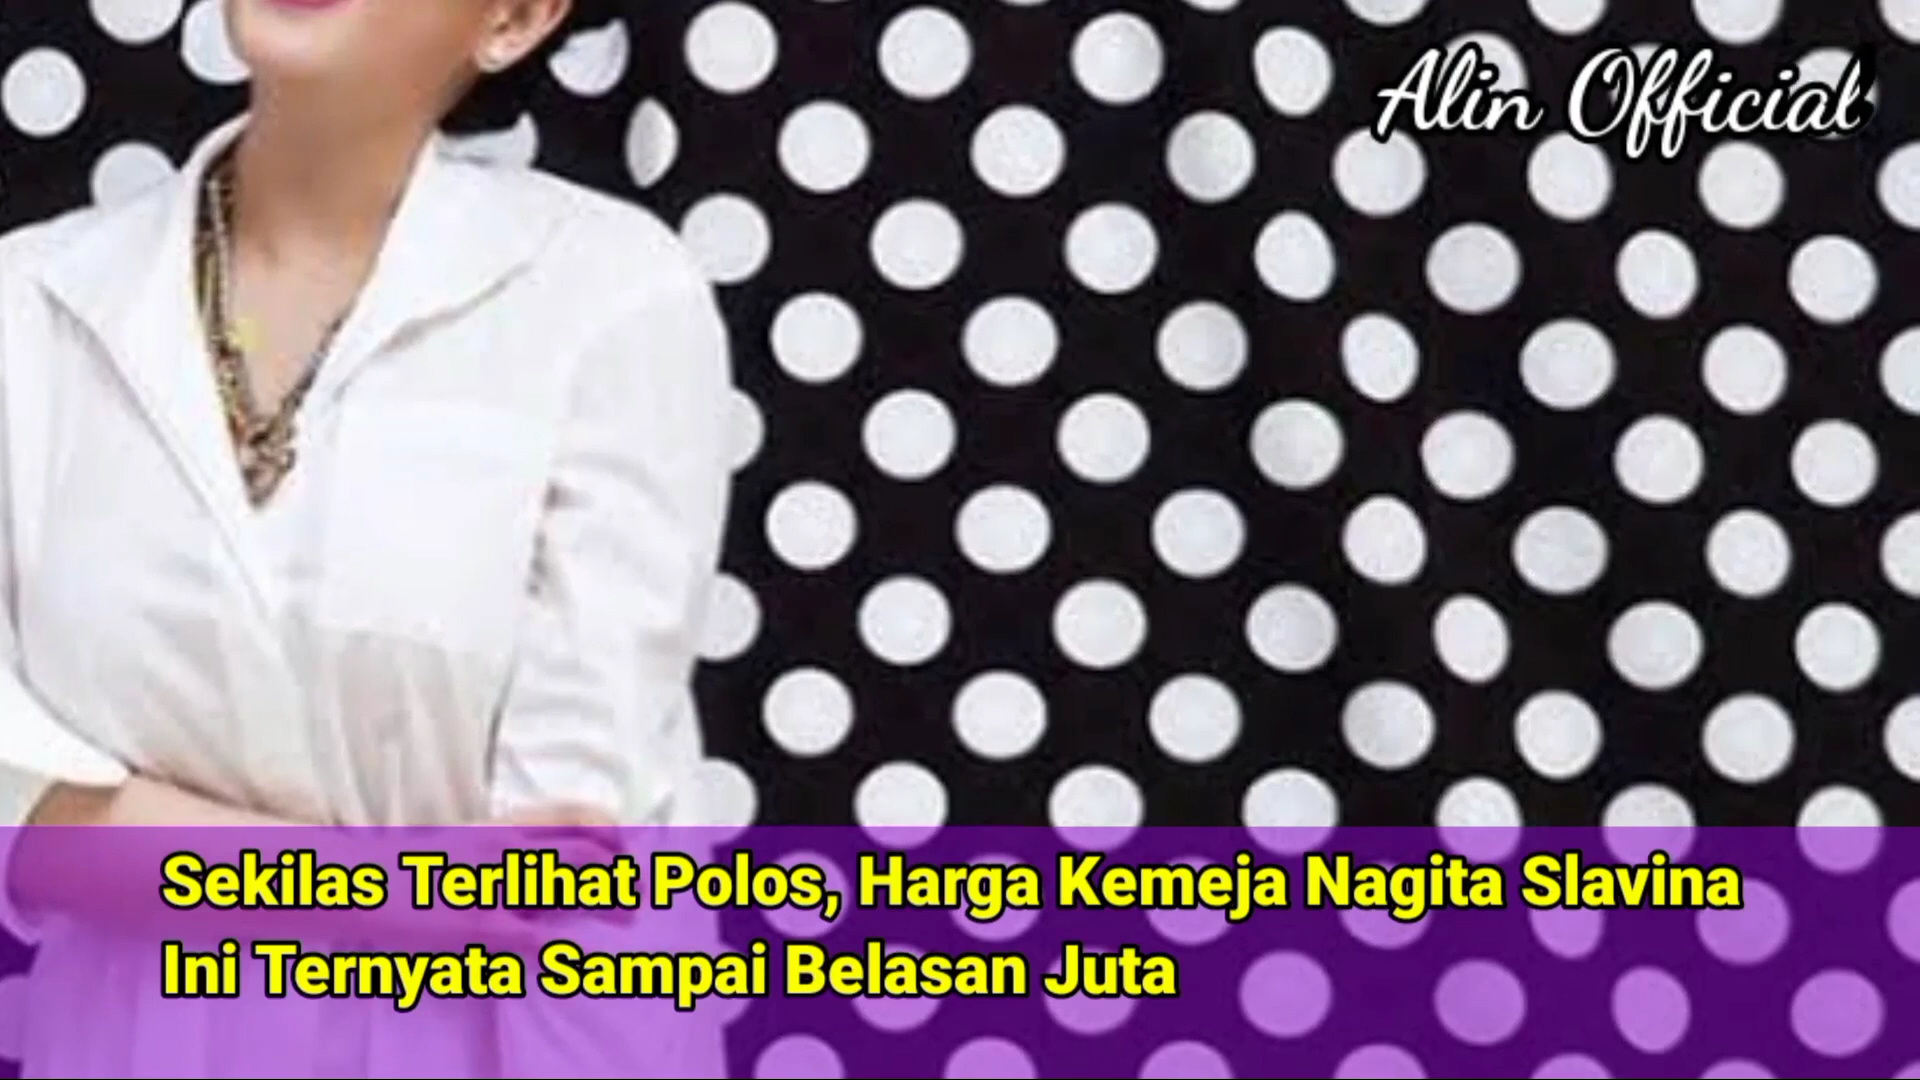 Alin Official
Sekilas Terlihat Polos, Harga Kemeja Nagita Slavina
Ini Ternyata Sampai Belasan Juta